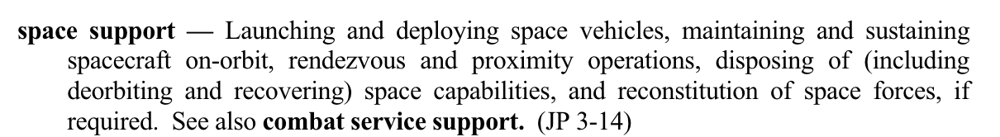 space support — Launching and deploying space vehicles, maintaining and sustaining
spacecraft on-orbit, rendezvous and proximity operations, disposing of (including
deorbiting and recovering) space capabilities, and reconstitution of space forces, if
required.  See also combat service support.  (JP 3-14)